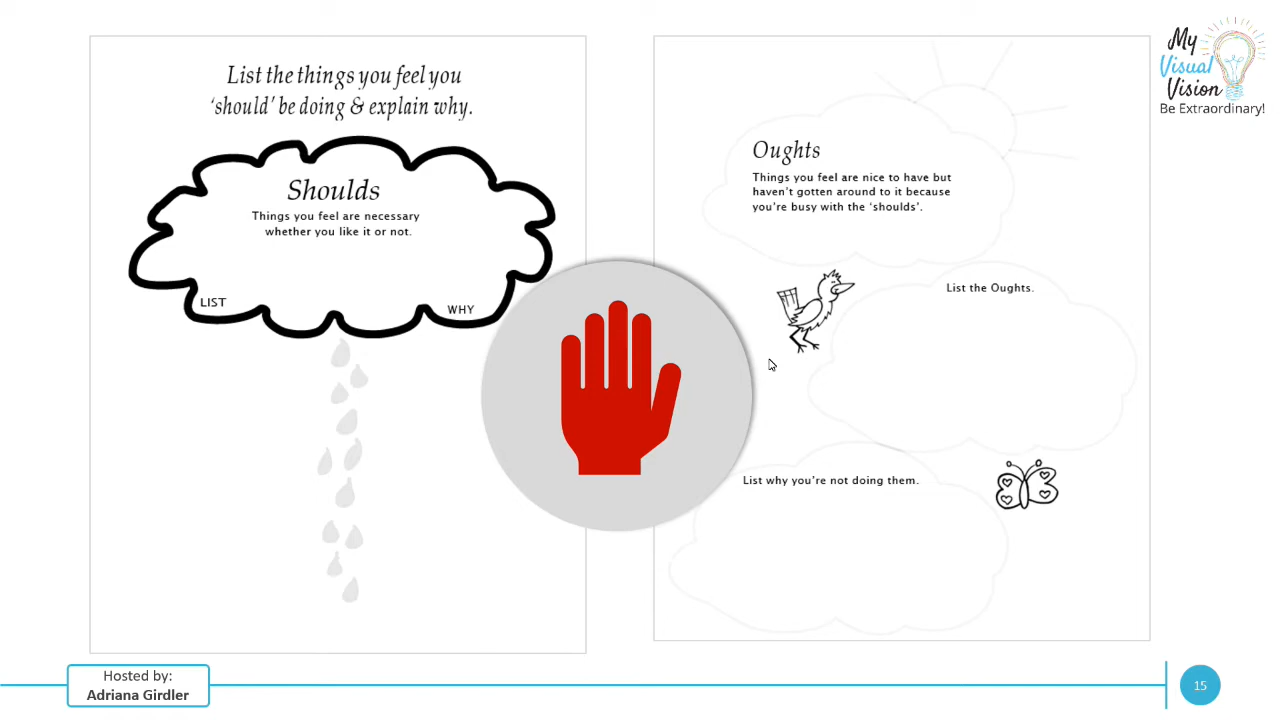 List the things you feel you
‘should’ be doing & explain why.
Shoulds
Things you feel are necessary
whether you like it or not.
LIST
WHY
Oughts
Things you feel are nice to have but
haven’t gotten around to it because
you’re busy with the ‘shoulds’.
List the Oughts.
List why you’re not doing them.
My
Visual
Vision
Be Extraordinary!
Hosted by:
Adriana Girdler
15